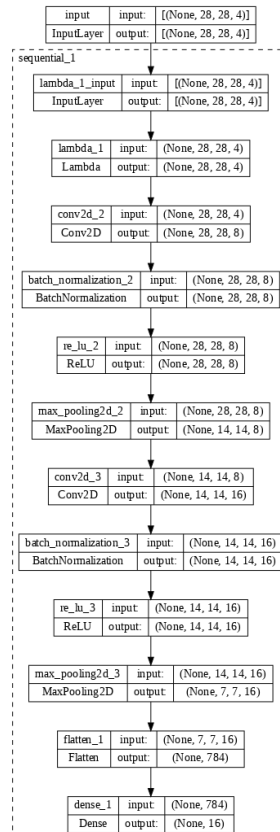 input input: [(None, 28, 28, 4)]
InputLayer output: [(None, 28, 28, 4)]
sequential_1
lambda_1_input input: [(None, 28, 28, 4)]
InputLayer output: [(None, 28, 28, 4)]
lambda_1 input: (None, 28, 28, 4)
Lambda output: (None, 28, 28, 4)
conv2d_2 input: (None, 28, 28, 4)
Conv2D output: (None, 28, 28, 8)
batch_normalization_2 input: (None, 28, 28, 8)
BatchNormalization output: (None, 28, 28, 8)
re_lu_2 input: (None, 28, 28, 8)
ReLU output: (None, 28, 28, 8)
max_pooling2d_2 input: (None, 28, 28, 8)
MaxPooling2D output: (None, 14, 14, 8)
conv2d_3 input: (None, 14, 14, 8)
Conv2D output: (None, 14, 14, 16)
batch_normalization_3 input: (None, 14, 14, 16)
BatchNormalization output: (None, 14, 14, 16)
re_lu_3 input: (None, 14, 14, 16)
ReLU output: (None, 14, 14, 16)
max_pooling2d_3 input: (None, 14, 14, 16)
MaxPooling2D output: (None, 7, 7, 16)
flatten_1 input: (None, 7, 7, 16)
Flatten output: (None, 784)
dense_1 input: (None, 784)
Dense output: (None, 16)